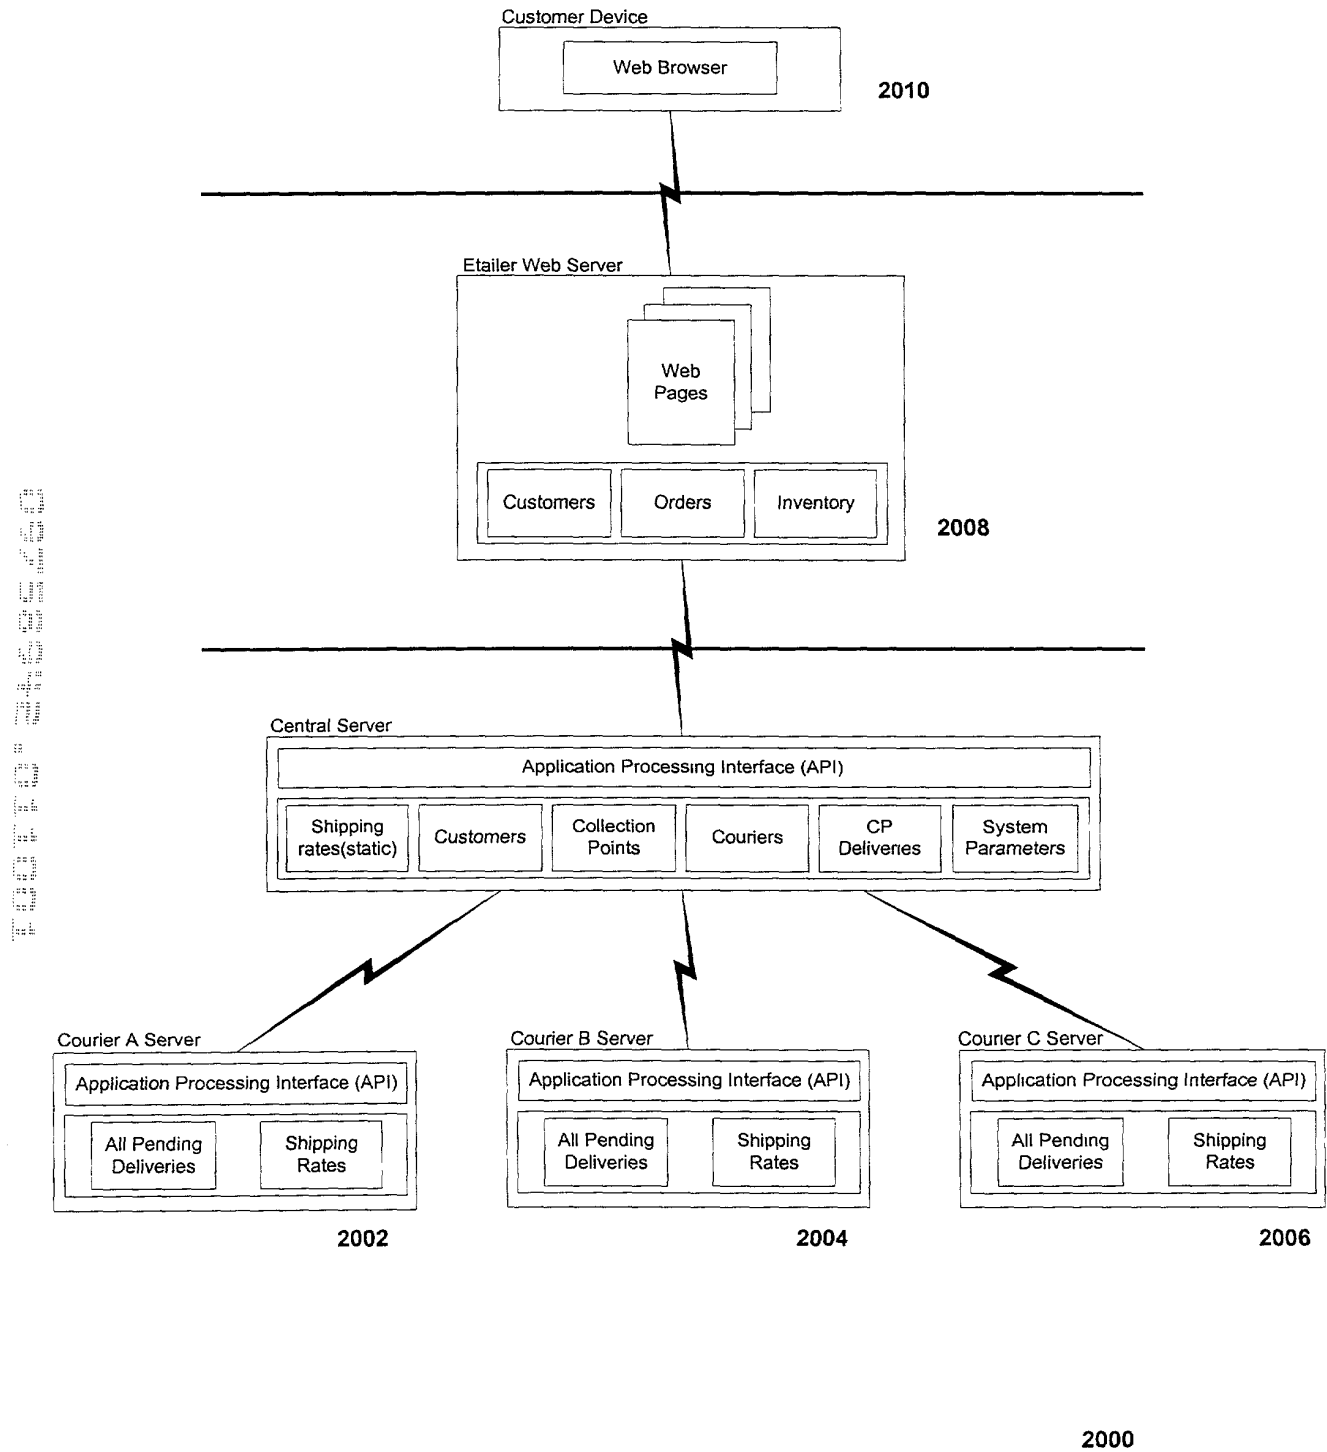 Customer Device
Web Browser
2010
Etailer Web Server
Web
Pages
Customers
Orders
Inventory
2008
Central Server
Application Processing Interface (API)
Shipping
rates(static)
Customers
Collection
Points
Couriers
CP
Deliveries
System
Parameters
Courier A Server
Application Processing Interface (API)
All Pending
Deliveries
Shipping
Rates
2002
Courier B Server
Application Processing Interface (API)
All Pending
Deliveries
Shipping
Rates
2004
Courier C Server
Application Processing Interface (API)
All Pending
Deliveries
Shipping
Rates
2006
2000